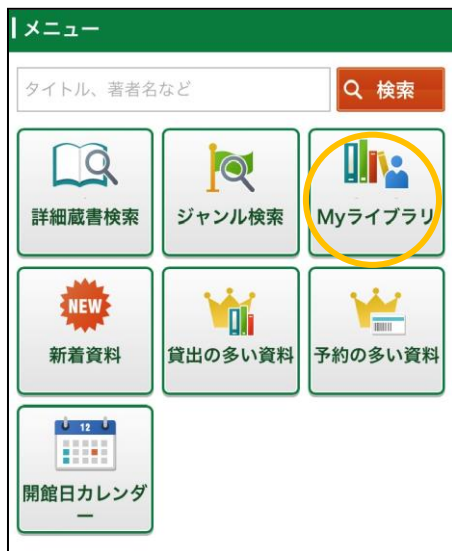 メニュー
タイトル、著者名など
検索
詳細蔵書検索
ジャンル検索
Myライブラリ
NEW
新着資料
貸出の多い資料
予約の多い資料
12
開館日カレンダ
ー